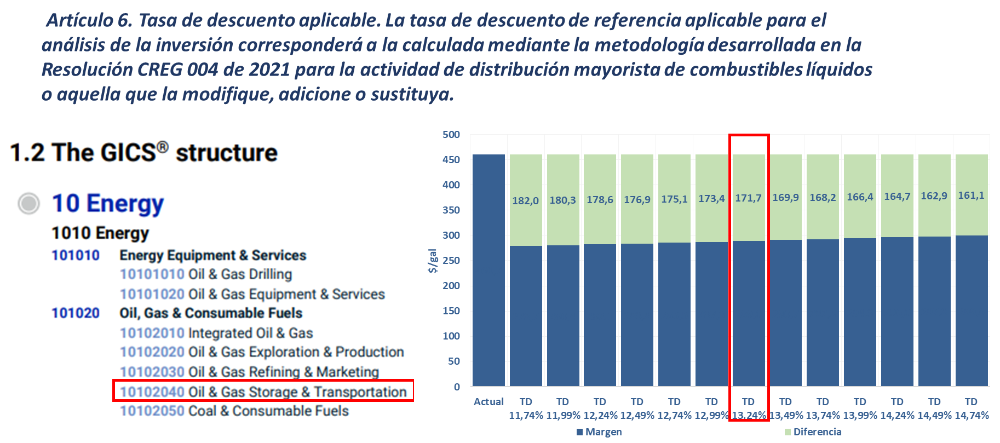 Artículo 6. Tasa de descuento aplicable. La tasa de descuento de referencia aplicable para el
análisis de la inversión corresponderá a la calculada mediante la metodología desarrollada en la
Resolución CREG 004 de 2021 para la actividad de distribución mayorista de combustibles líquidos
o aquella que la modifique, adicione o sustituya.
1.2 The GICS® structure
10 Energy
1010 Energy
101010 Energy Equipment & Services
10101010 Oil & Gas Drilling
10101020 Oil & Gas Equipment & Services
101020 Oil, Gas & Consumable Fuels
10102010 Integrated Oil & Gas
10102020 Oil & Gas Exploration & Production
10102030 Oil & Gas Refining & Marketing
10102040 Oil & Gas Storage & Transportation
10102050 Coal & Consumable Fuels
$/gal
500
450
400
350
300
250
200
150
100
50
0
182,0 180,3 178,6 176,9 175,1 173,4 171,7 169,9 168,2 166,4 164,7 162,9 161,1
Actual TD TD TD TD TD TD TD TD TD TD TD TD TD
11,74% 11,99% 12,24% 12,49% 12,74% 12,99% 13,24% 13,49% 13,74% 13,99% 14,24% 14,49% 14,74%
Margen Diferencia